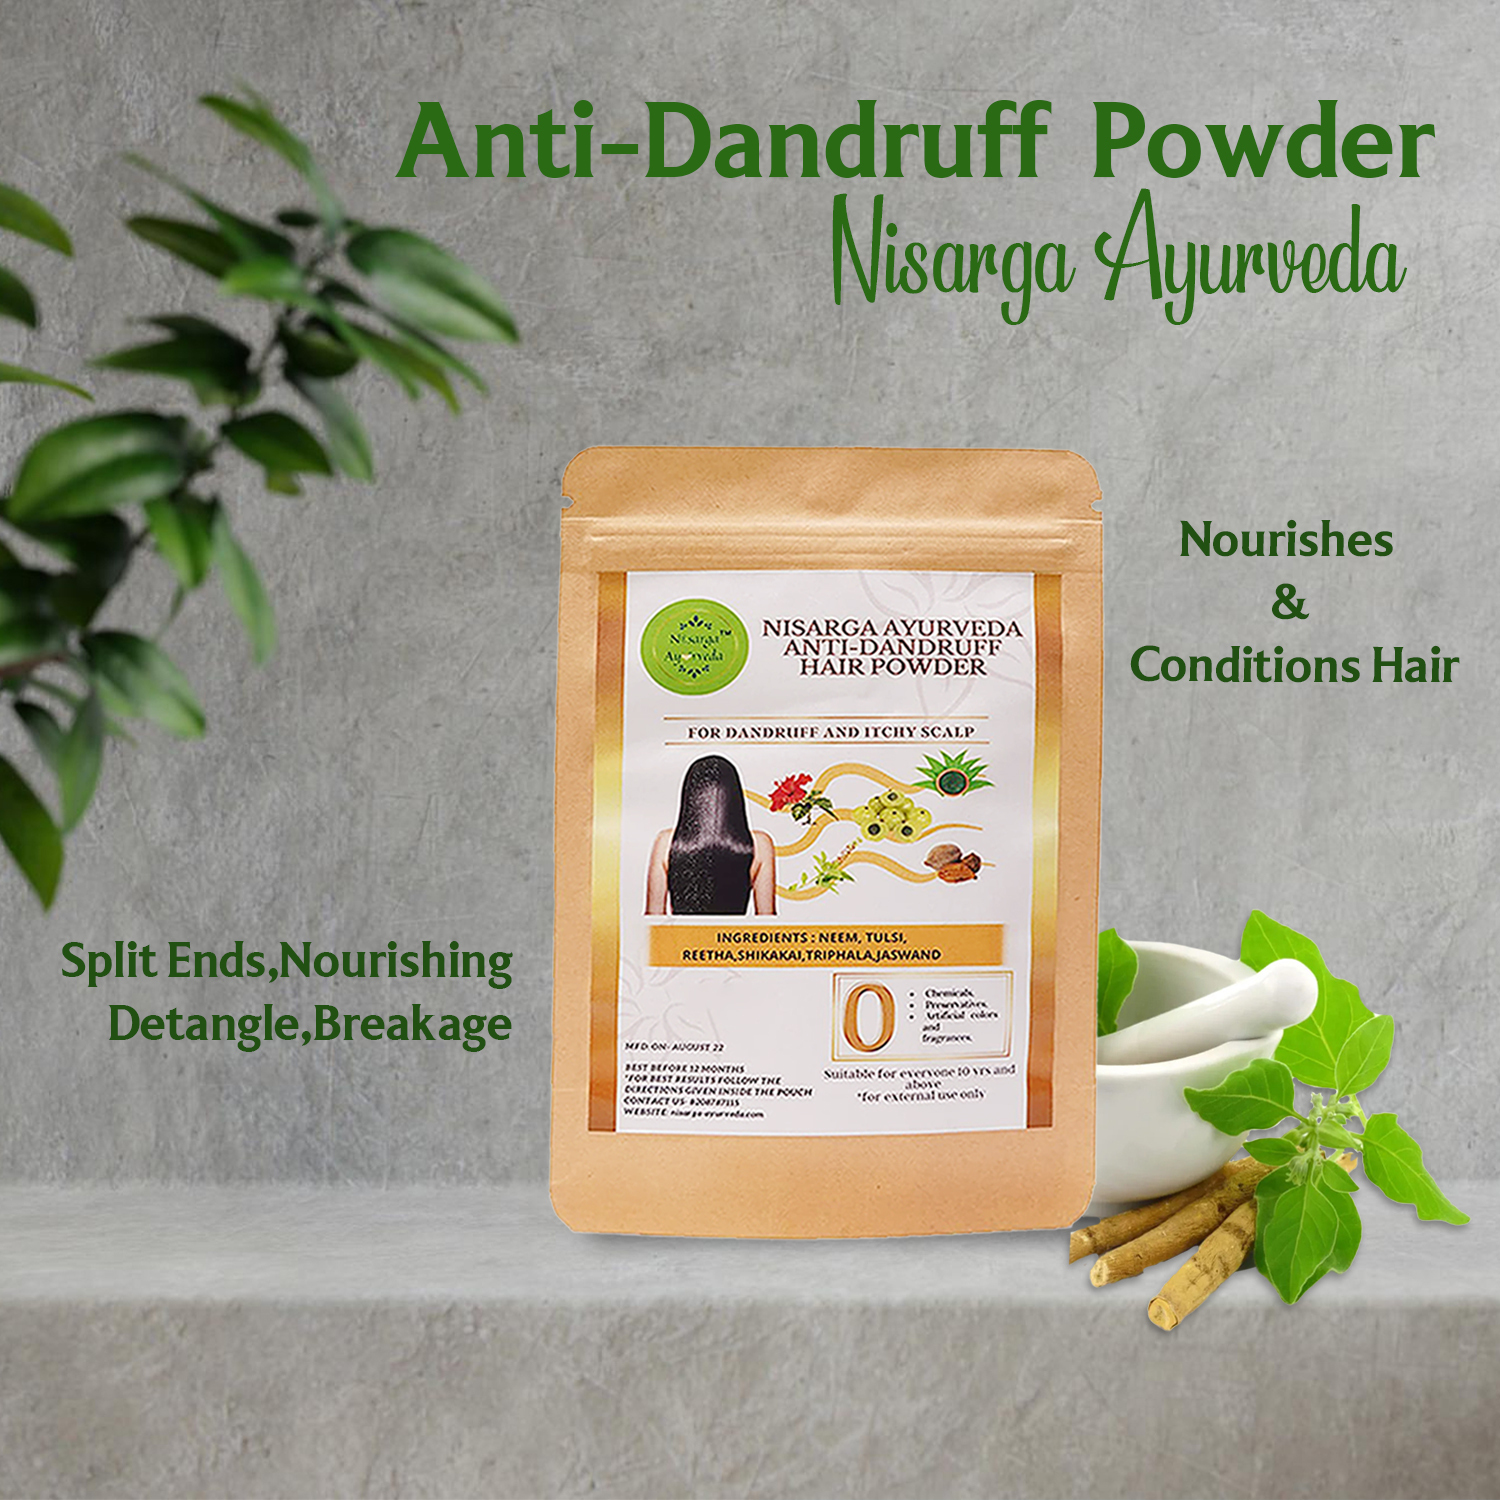 Anti-Dandruff Powder
Nisarga Ayurveda
Nourishes
&
Conditions Hair
Split Ends,Nourishing
Detangle,Breakage
Nisarga™
Ayurveda
NISARGA AYURVEDA
ANTI-DANDRUFF
HAIR POWDER
FOR DANDRUFF AND ITCHY SCALP
INGREDIENTS : NEEM, TULSI,
REETHA,SHIKAKAI,TRIPHALA,JASWAND
0
• Chemicals,
• Preservatives,
• Artificial colors
and
fragrances.
MFD. ON- AUGUST 22
BEST BEFORE 12 MONTHS
*FOR BEST RESULTS FOLLOW THE
DIRECTIONS GIVEN INSIDE THE POUCH
CONTACT US-
WEBSITE: nisarga-ayurveda.com
Suitable for everyone 10 yrs and
above
*for external use only